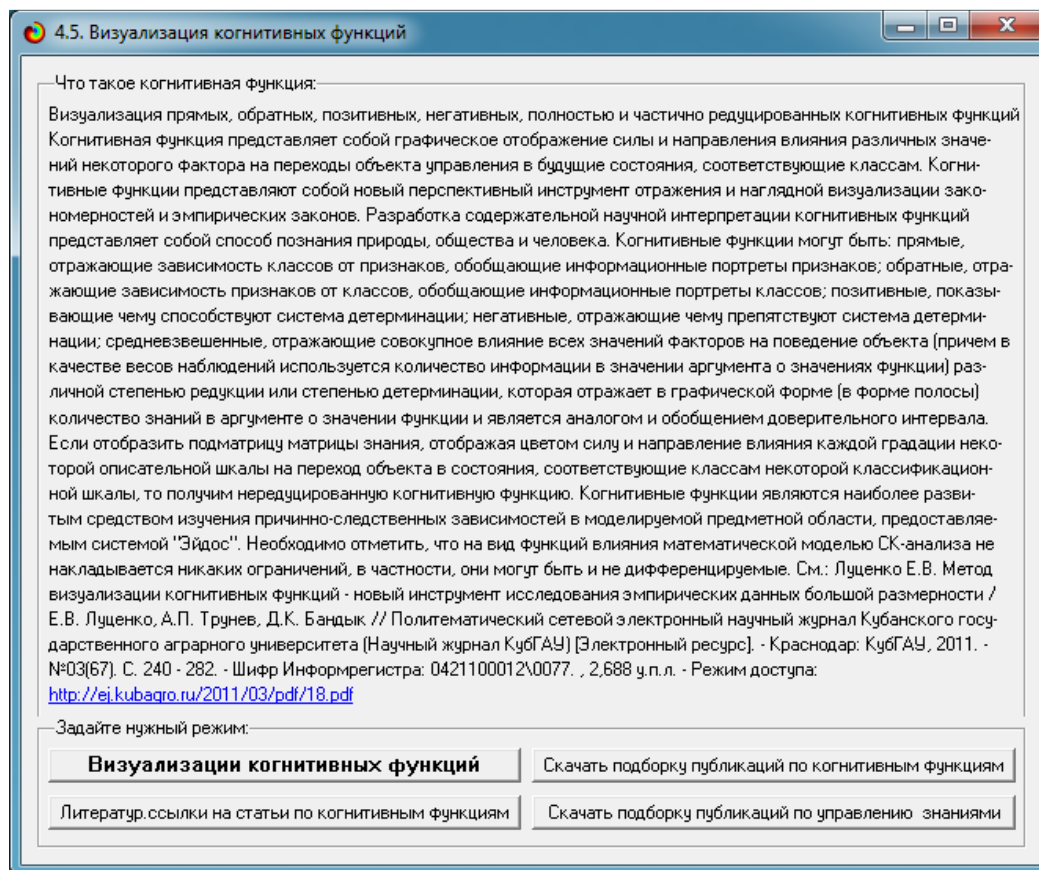 4.5. Визуализация когнитивных функций
Что такое когнитивная функция:
Визуализация прямых, обратных, позитивных, негативных, полностью и частично редуцированных когнитивных функций
Когнитивная функция представляет собой графическое отображение силы и направления влияния различных значе-
ний некоторого фактора на переходы объекта управления в будущие состояния, соответствующие классам. Когни-
тивные функции представляют собой новый перспективный инструмент отражения и наглядной визуализации зако-
номерностей и эмпирических законов. Разработка содержательной научной интерпретации когнитивных функций
представляет собой способ познания природы, общества и человека. Когнитивные функции могут быть: прямые,
отражающие зависимость классов от признаков, обобщающие информационные портреты признаков; обратные, отра-
жающие зависимость признаков от классов, обобщающие информационные портреты классов; позитивные, показы-
вающие чему способствуют система детерминации; негативные, отражающие чему препятствуют система детерми-
нации; средневзвешенные, отражающие совокупное влияние всех значений факторов на поведение объекта (причем в
качестве весов наблюдений используется количество информации в значении аргумента о значениях функции) раз-
личной степенью редукции или степенью детерминации, которая отражает в графической форме (в форме полосы)
количество знаний в аргументе о значении функции и является аналогом и обобщением доверительного интервала.
Если отобразить подматрицу матрицы знания, отображая цветом силу и направление влияния каждой градации неко-
торой описательной шкалы на переход объекта в состояния, соответствующие классам некоторой классификацион-
ной шкалы, то получим нередуцированную когнитивную функцию. Когнитивные функции являются наиболее разви-
тым средством изучения причинно-следственных зависимостей в моделируемой предметной области, предоставляе-
мым системой "Эйдос". Необходимо отметить, что на вид функций влияния математической моделью СК-анализа не
накладывается никаких ограничений, в частности, они могут быть и не дифференцируемые. См.: Луценко Е.В. Метод
визуализации когнитивных функций - новый инструмент исследования эмпирических данных большой размерности /
Е.В. Луценко, А.П. Трунев, Д.К. Бандык // Политематический сетевой электронный научный журнал Кубанского госу-
дарственного аграрного университета (Научный журнал КубГАУ) [Электронный ресурс]. - Краснодар: КубГАУ, 2011. -
№03(67). С. 240 - 282. - Шифр Информрегистра: 0421100012\0077. , 2,688 у.п.л. - Режим доступа:
http://ej.kubagro.ru/2011/03/pdf/18.pdf
Задайте нужный режим:
Визуализации когнитивных функций
Скачать подборку публикаций по когнитивным функциям
Литератур.ссылки на статьи по когнитивным функциям
Скачать подборку публикаций по управлению  знаниями